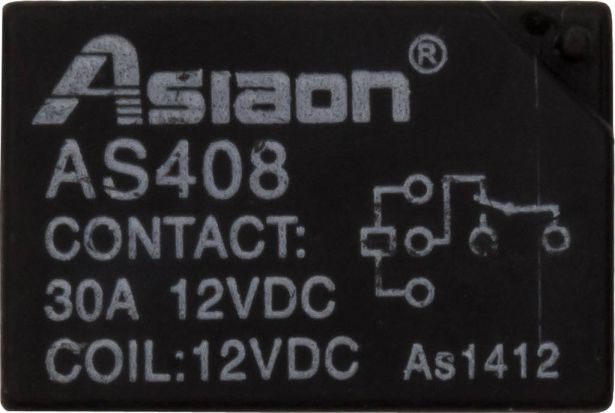 Asiaon®
AS408
CONTACT:
30A 12VDC
COIL:12VDC As1412